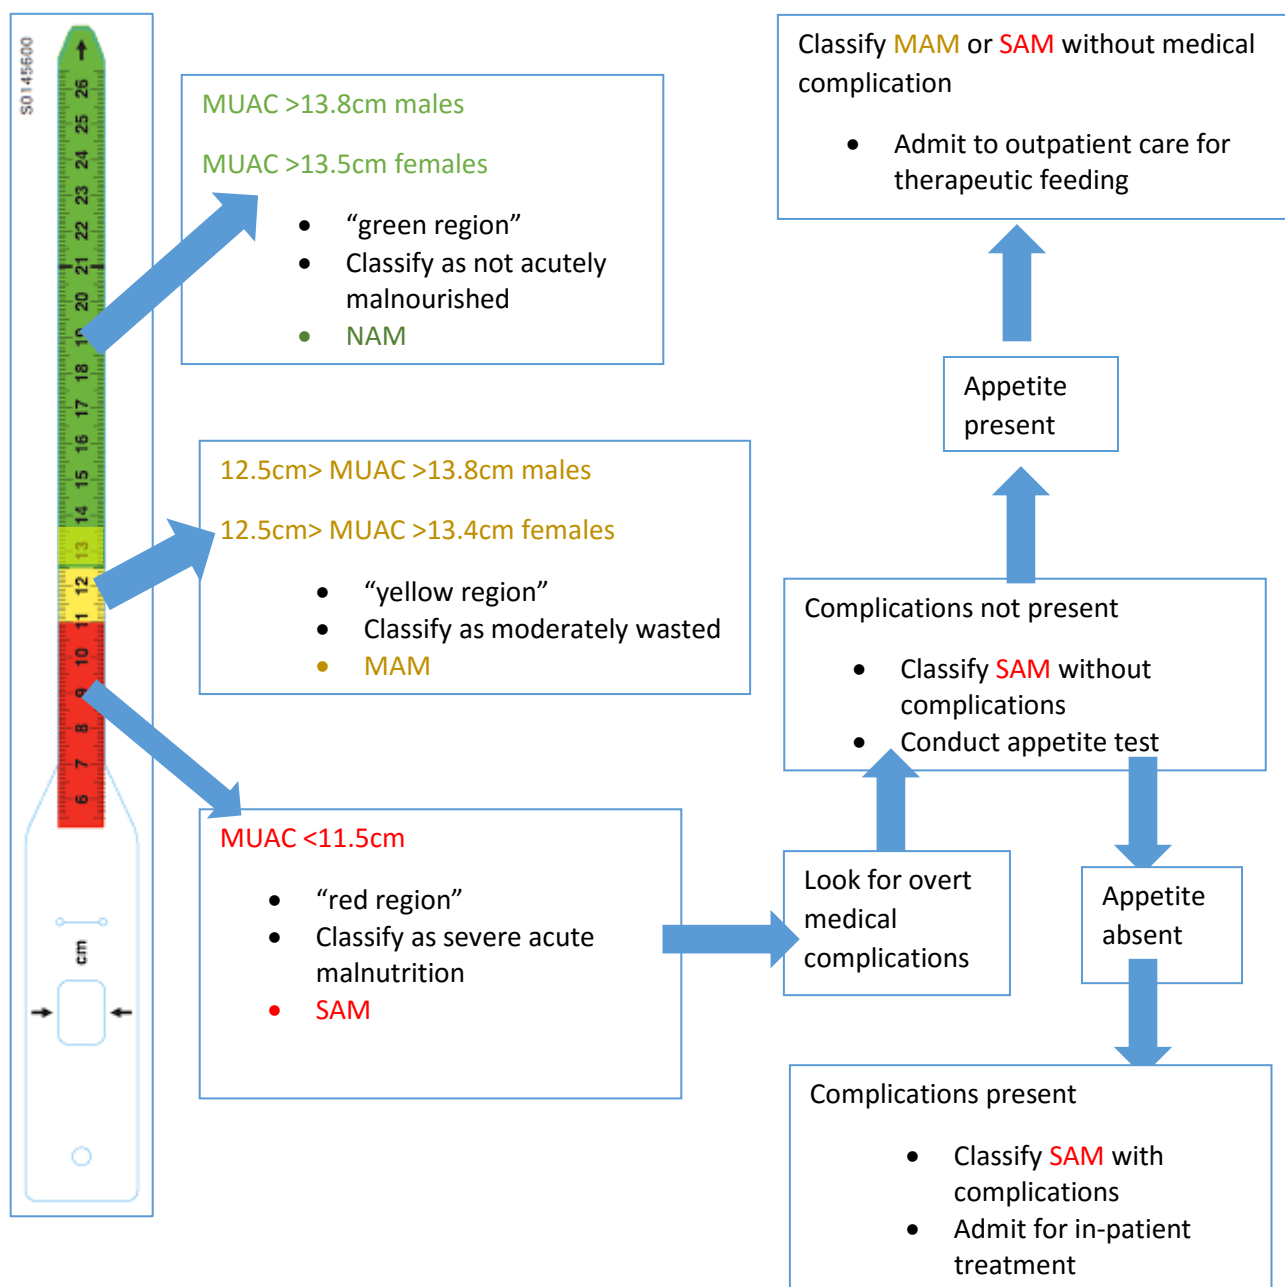 S0145600
26
25
24
23
22
21
20
19
18
17
16
15
14
13
12
11
10
9
8
7
6
cm
MUAC >13.8cm males
MUAC >13.5cm females
• “green region”
• Classify as not acutely
malnourished
• NAM
12.5cm> MUAC >13.8cm males
12.5cm> MUAC >13.4cm females
• “yellow region”
• Classify as moderately wasted
• MAM
MUAC <11.5cm
• “red region”
• Classify as severe acute
malnutrition
• SAM
Look for overt
medical
complications
Classify MAM or SAM without medical
complication
• Admit to outpatient care for
therapeutic feeding
Appetite
present
Complications not present
• Classify SAM without
complications
• Conduct appetite test
Appetite
absent
Complications present
• Classify SAM with
complications
• Admit for in-patient
treatment